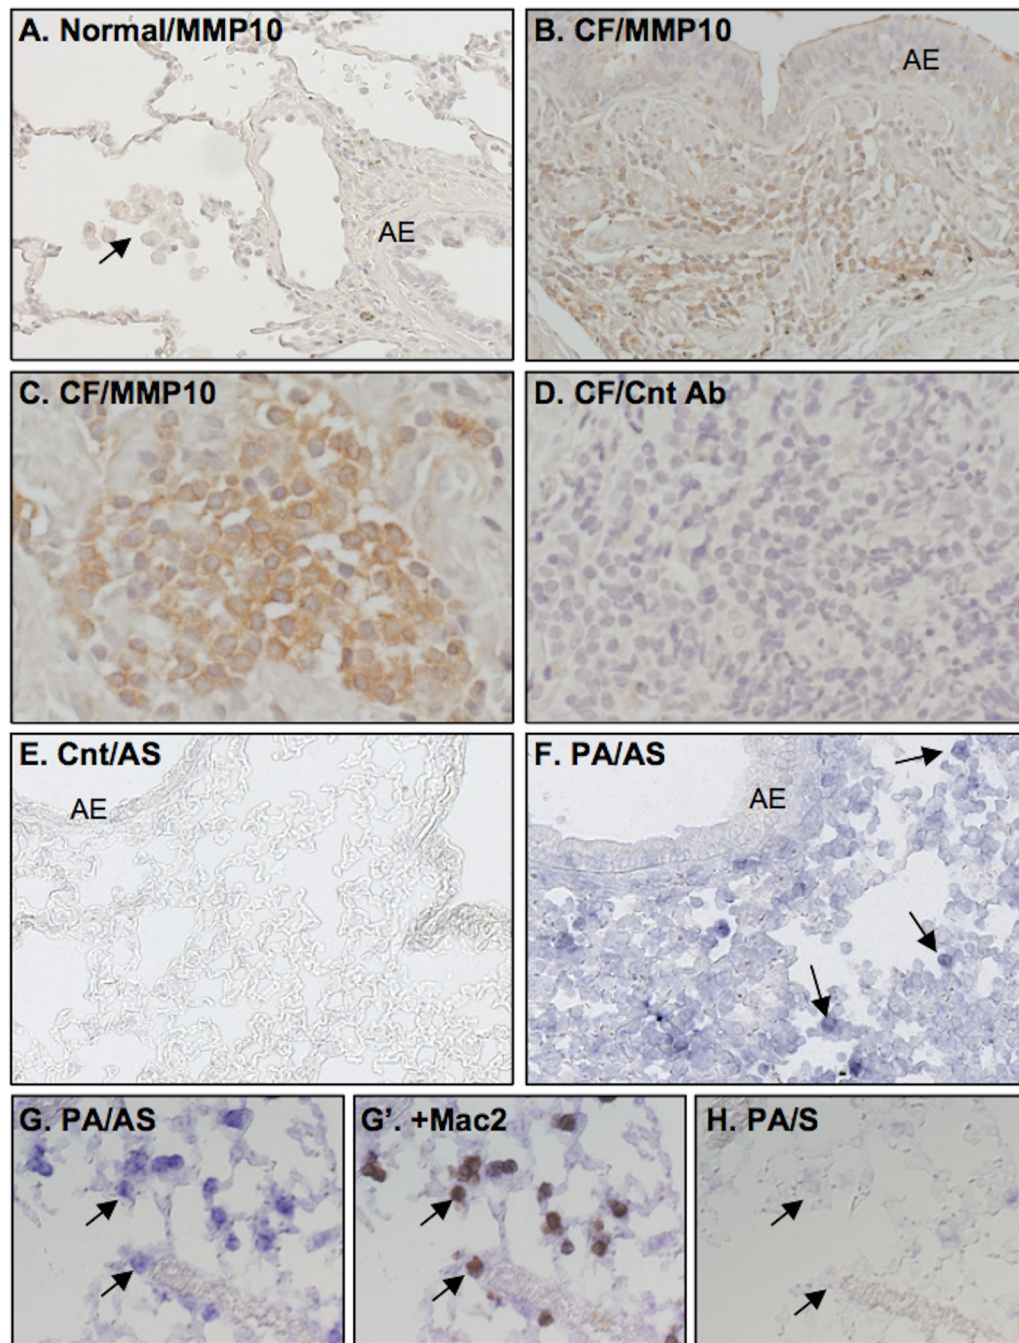 A. Normal/MMP10
AE
B. CF/MMP10
AE
C. CF/MMP10
D. CF/Cnt Ab
E. Cnt/AS
AE
F. PA/AS
AE
G. PA/AS
G’. +Mac2
H. PA/S